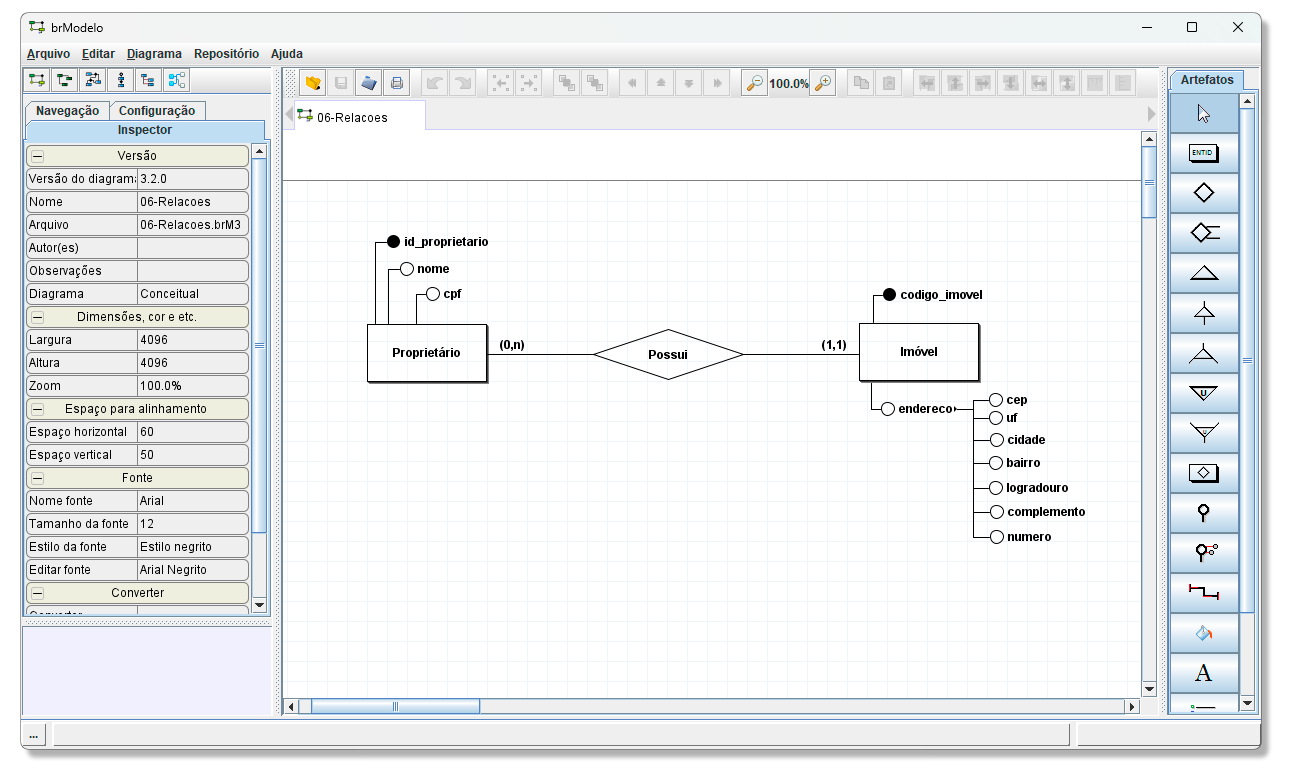 brModelo
Arquivo Editar Diagrama Repositório Ajuda
Navegação Configuração
Inspector
Versão
Versão do diagram: 3.2.0
Nome 06-Relacoes
Arquivo 06-Relacoes.brM3
Autor(es)
Observações
Diagrama Conceitual
Dimensões, cor e etc.
Largura 4096
Altura 4096
Zoom 100.0%
Espaço para alinhamento
Espaço horizontal 60
Espaço vertical 50
Fonte
Nome fonte Arial
Tamanho da fonte 12
Estilo da fonte Estilo negrito
Editar fonte Arial Negrito
Converter
100.0%
06-Relacoes
id_proprietario
nome
cpf
codigo_imovel
(0,n)
(1,1)
Proprietário
Possui
Imóvel
endereco
cep
uf
cidade
bairro
logradouro
complemento
numero
Artefatos
ENTID
U
A
...